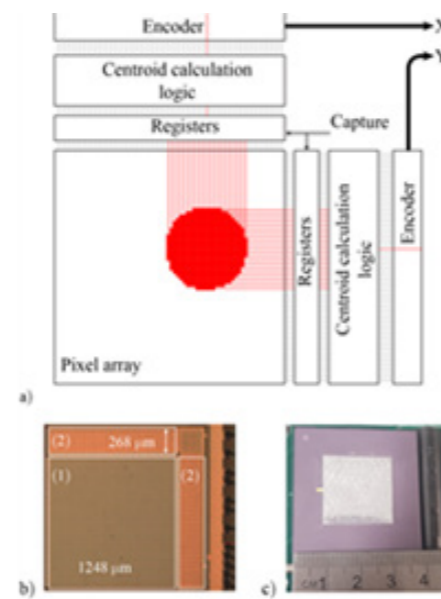 Encoder
X
Y
Centroid calculation
logic
Registers
Capture
Registers
Centroid calculation
logic
Encoder
Pixel array
a)
(2)
268 μm
(1)
(2)
1248 μm
b)
c)
CM 1 2 3 4